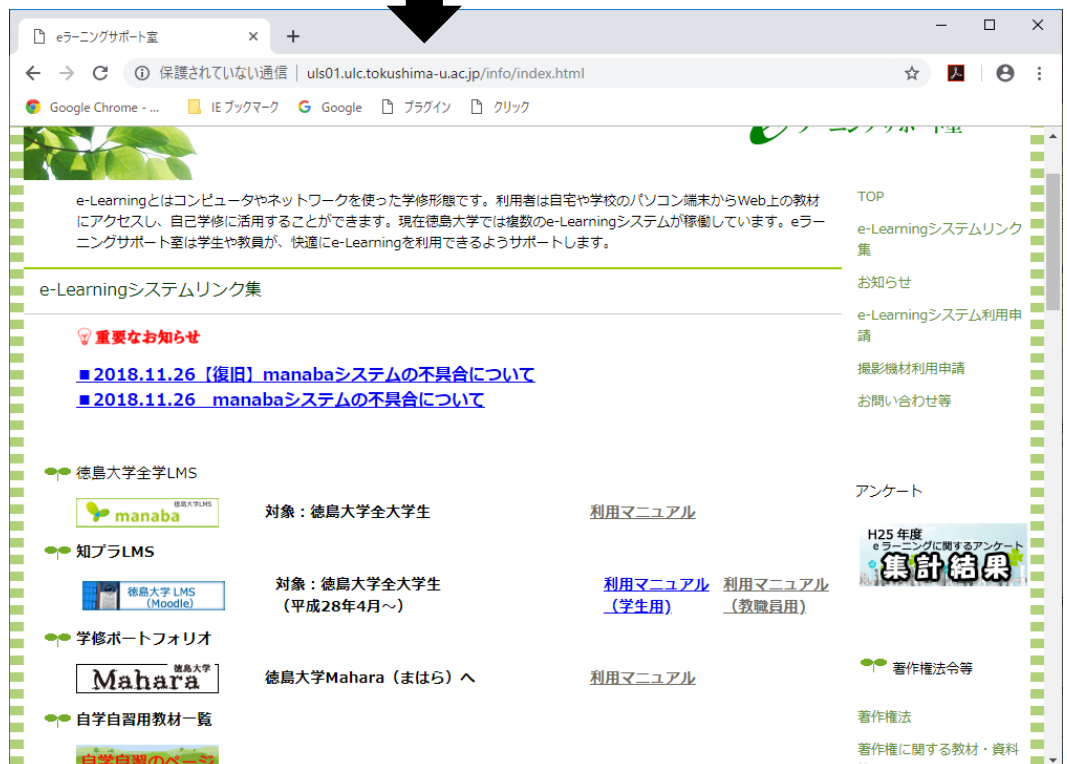 eラーニングサポート室
保護されていない通信 | uls01.ulc.tokushima-u.ac.jp/info/index.html
Google Chrome - ... IE ブックマーク Google プラグイン クリック
eラーニングサポート室
e-Learningとはコンピュータやネットワークを使った学修形態です。利用者は自宅や学校のパソコン端末からWeb上の教材
にアクセスし、自己学修に活用することができます。現在徳島大学では複数のe-Learningシステムが稼働しています。eラー
ニングサポート室は学生や教員が、快適にe-Learningを利用できるようサポートします。
e-Learningシステムリンク集
重要なお知らせ
■2018.11.26【復旧】manabaシステムの不具合について
■2018.11.26 manabaシステムの不具合について
徳島大学全学LMS
徳島大学LMS
manaba
対象：徳島大学全大学生
利用マニュアル
知プラLMS
徳島大学 LMS
(Moodle)
対象：徳島大学全大学生
（平成28年4月～）
利用マニュアル
（学生用)
利用マニュアル
（教職員用)
学修ポートフォリオ
徳島大学
Mahara
徳島大学Mahara（まはら）へ
利用マニュアル
自学自習用教材一覧
自学自習のページ
TOP
e-Learningシステムリンク
集
お知らせ
e-Learningシステム利用申
請
撮影機材利用申請
お問い合わせ等
アンケート
H25 年度
eラーニングに関するアンケート
集計結果
著作権法令等
著作権法
著作権に関する教材・資料